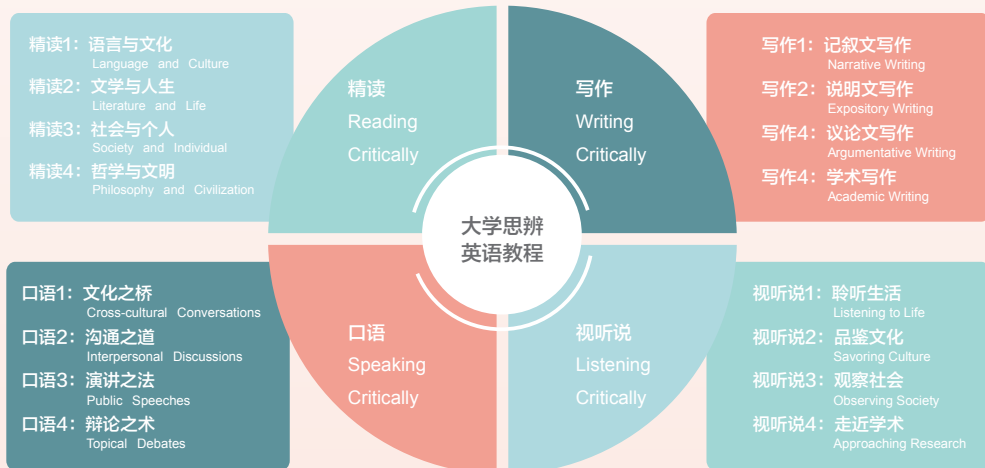 精读1：语言与文化
Language and Culture
精读2：文学与人生
Literature and Life
精读3：社会与个人
Society and Individual
精读4：哲学与文明
Philosophy and Civilization
精读
Reading
Critically
写作
Writing
Critically
写作1：记叙文写作
Narrative Writing
写作2：说明文写作
Expository Writing
写作4：议论文写作
Argumentative Writing
写作4：学术写作
Academic Writing
大学思辨
英语教程
口语1：文化之桥
Cross-cultural Conversations
口语2：沟通之道
Interpersonal Discussions
口语3：演讲之法
Public Speeches
口语4：辩论之术
Topical Debates
口语
Speaking
Critically
视听说
Listening
Critically
视听说1：聆听生活
Listening to Life
视听说2：品鉴文化
Savoring Culture
视听说3：观察社会
Observing Society
视听说4：走近学术
Approaching Research